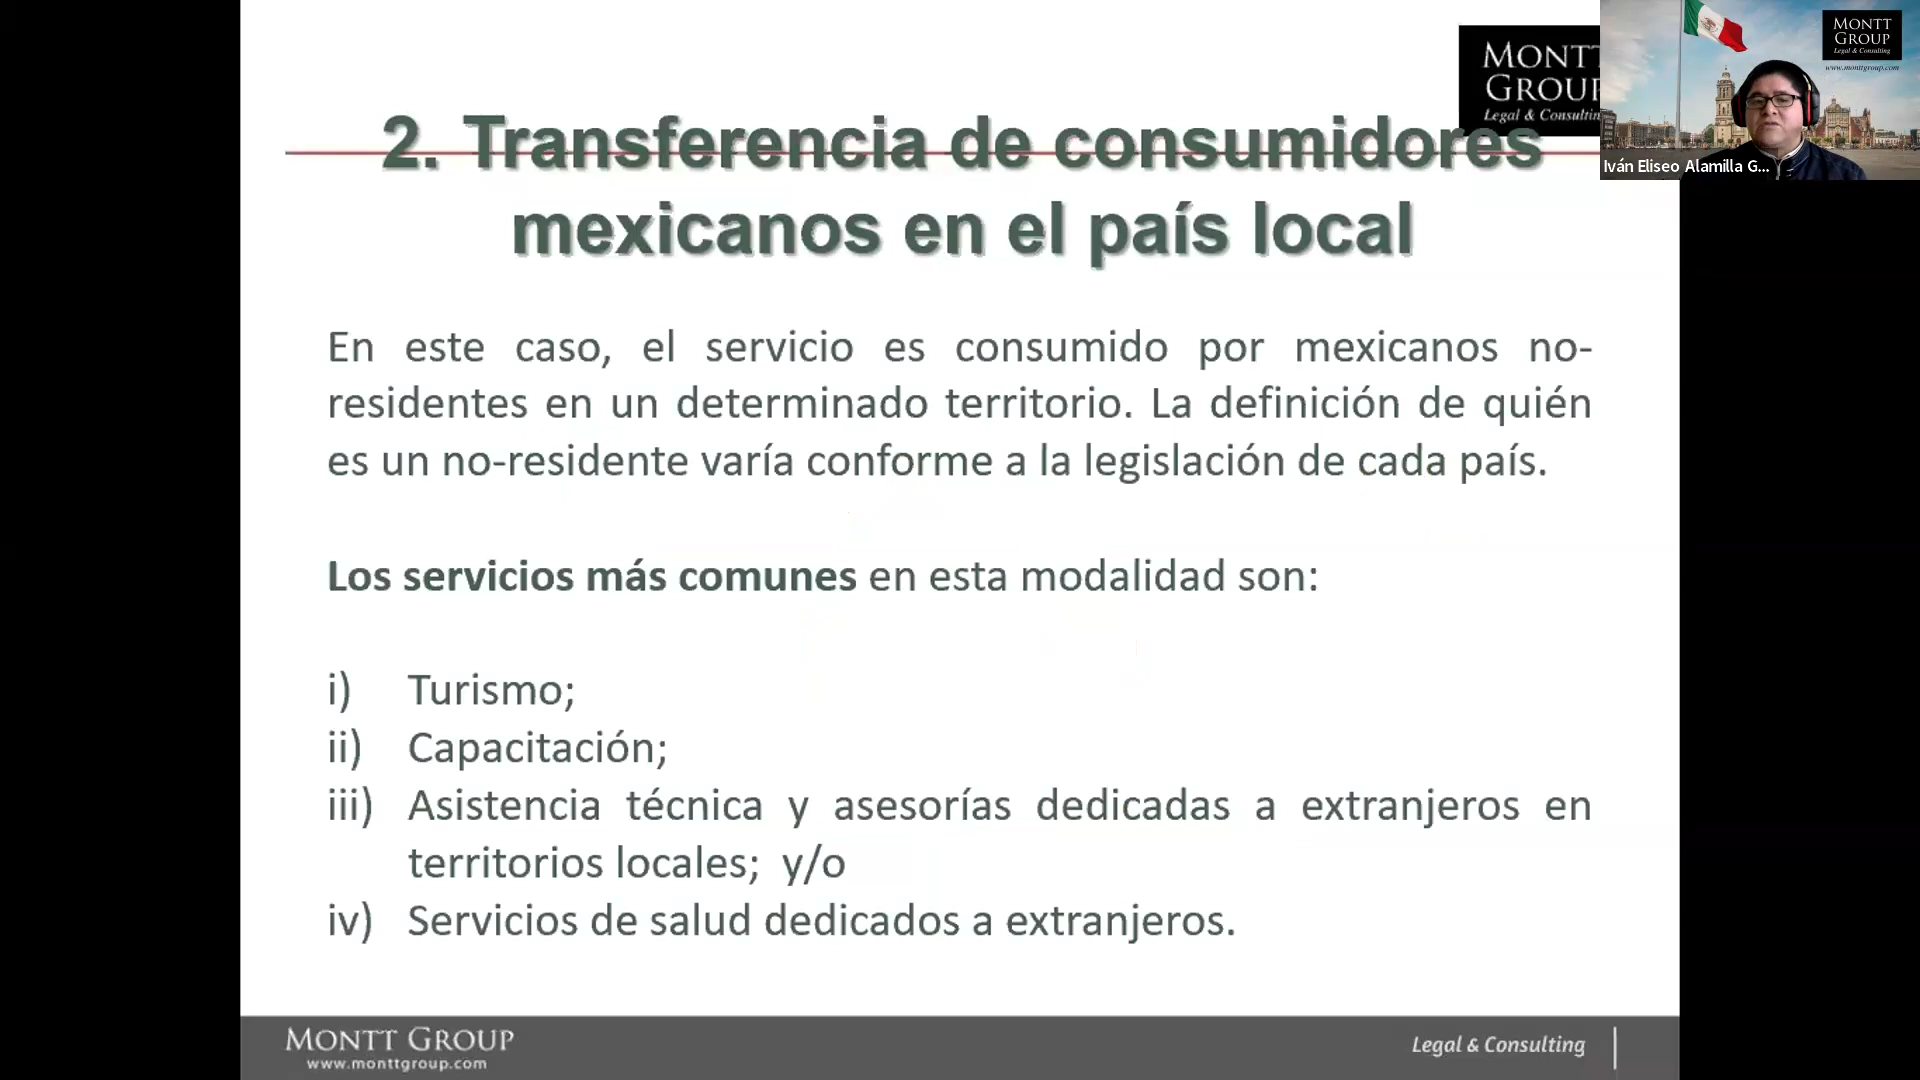 MONTT
GROUP
Legal & Consulting
www.monttgroup.com
Iván Eliseo Alamilla G...
MONTT
GROUP
Legal & Consultin
2. Transferencia de consumidores
mexicanos en el país local
En este caso, el servicio es consumido por mexicanos no-
residentes en un determinado territorio. La definición de quién
es un no-residente varía conforme a la legislación de cada país.
Los servicios más comunes en esta modalidad son:
i) Turismo;
ii) Capacitación;
iii) Asistencia técnica y asesorías dedicadas a extranjeros en
territorios locales; y/o
iv) Servicios de salud dedicados a extranjeros.
MONTT GROUP
www.monttgroup.com
Legal & Consulting